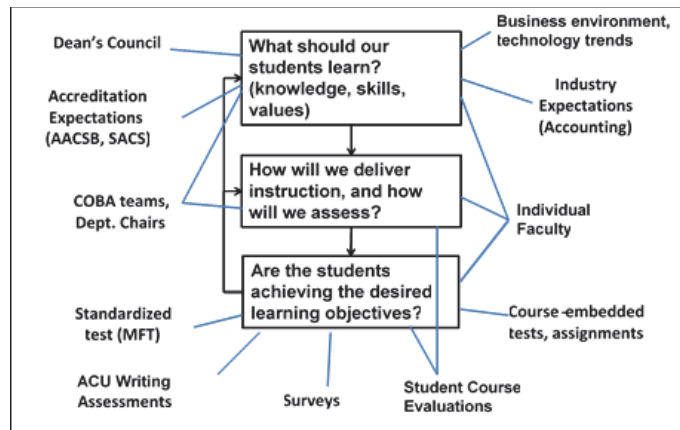 Dean's Council
What should our
students learn?
(knowledge, skills,
values)
Business environment,
technology trends
Accreditation
Expectations
(AACSB, SACS)
Industry
Expectations
(Accounting)
How will we deliver
instruction, and how
will we assess?
COBA teams,
Dept. Chairs
Individual
Faculty
Are the students
achieving the desired
learning objectives?
Standardized
test (MFT)
Course-embedded
tests, assignments
ACU Writing
Assessments
Surveys
Student Course
Evaluations